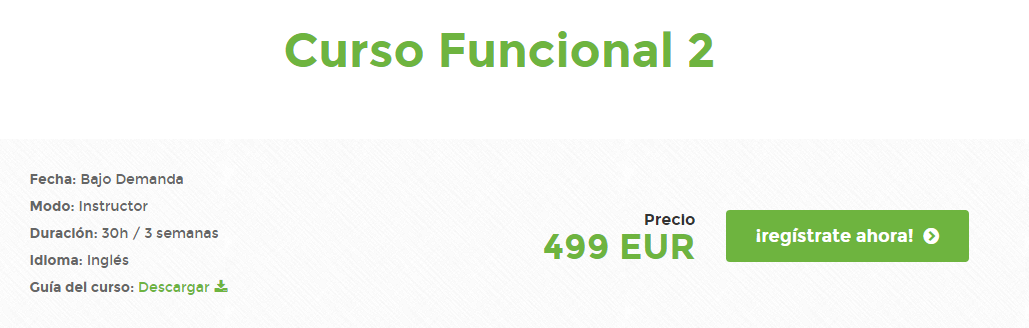 Curso Funcional 2
Fecha: Bajo Demanda
Modo: Instructor
Duración: 30h / 3 semanas
Idioma: Inglés
Guía del curso: Descargar
Precio
499 EUR
¡regístrate ahora!